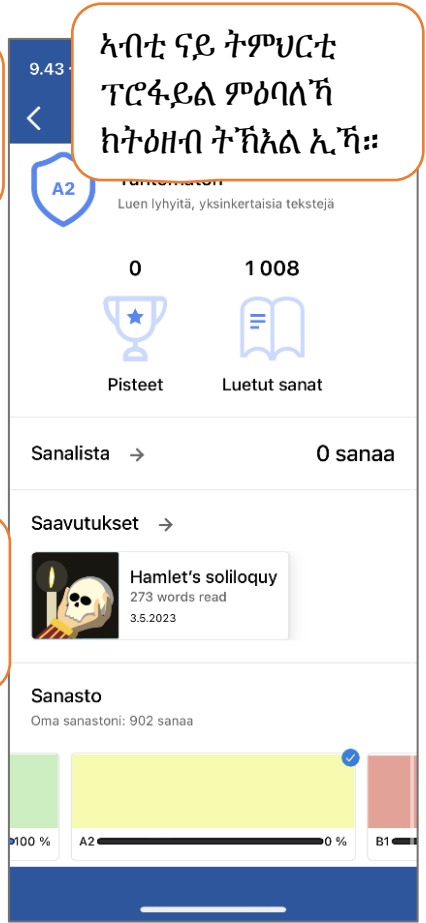 ኣብቲ ናይ ትምህርቲ
ፕሮፋይል ምዕባለኻ
ክትዕዘብ ትኽእል ኢኻ።
9.43
A2
Luen lyhyitä, yksinkertaisia tekstejä
0
1 008
Pisteet
Luetut sanat
Sanalista →
0 sanaa
Saavutukset →
Hamlet's soliloquy
273 words read
3.5.2023
Sanasto
Oma sanastoni: 902 sanaa
100 %
A2
0 %
B1